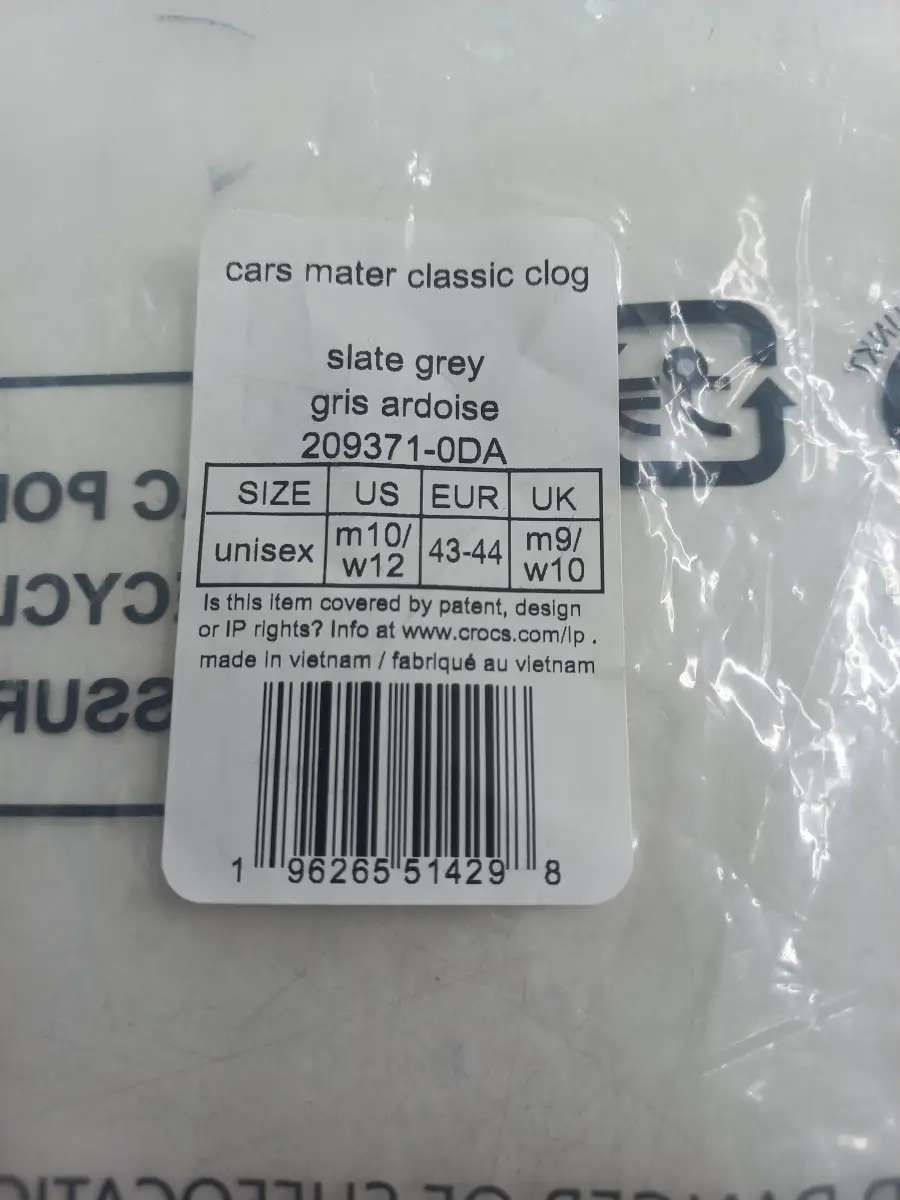 cars mater classic clog
slate grey
gris ardoise
209371-0DA
SIZE US EUR UK
unisex m10/ w12 43-44 m9/ w10
Is this item covered by patent, design
or IP rights? Info at www.crocs.com/ip .
made in vietnam / fabriqué au vietnam
1 96265 51429 8